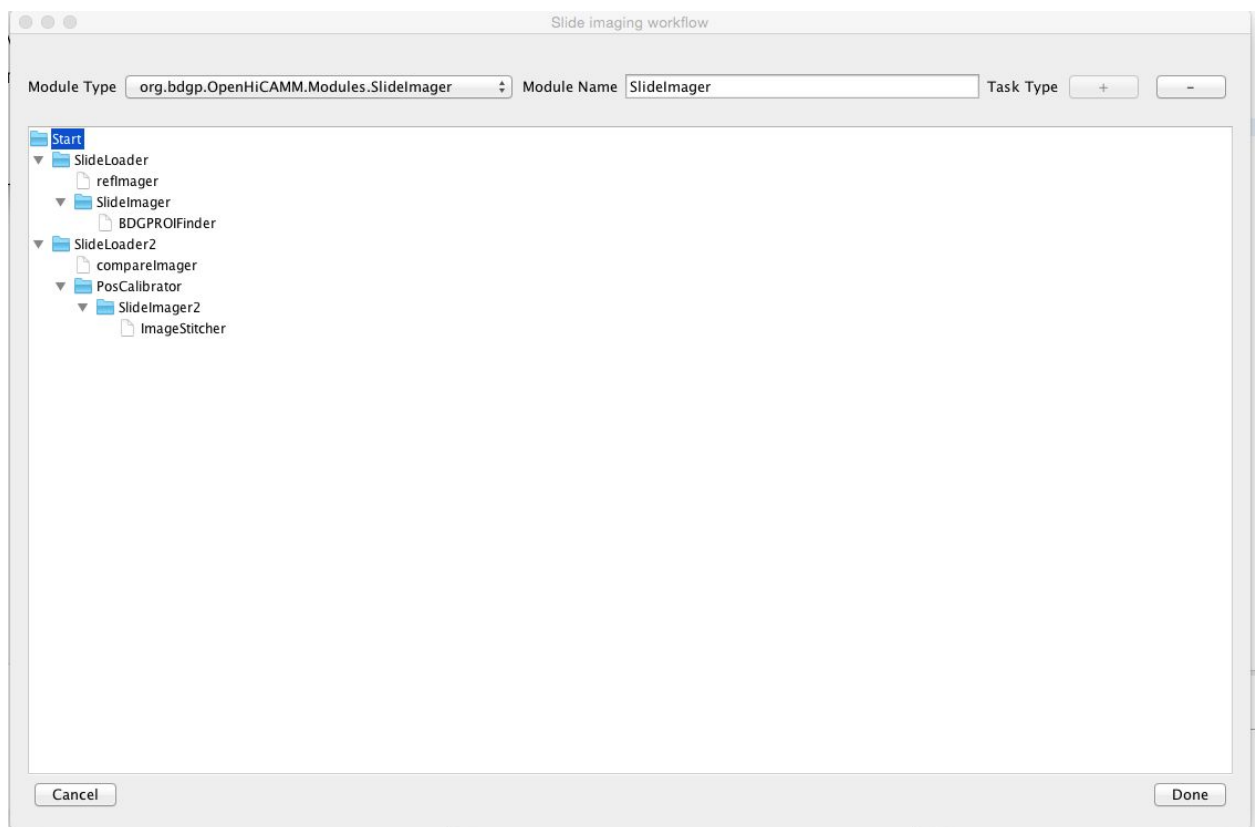 Slide imaging workflow
Module Type org.bdgp.OpenHiCAMM.Modules.SlideImager Module Name SlideImager Task Type + -
Start
SlideLoader
refImager
SlideImager
BDGPROIFinder
SlideLoader2
compareImager
PosCalibrator
SlideImager2
ImageStitcher
Cancel Done